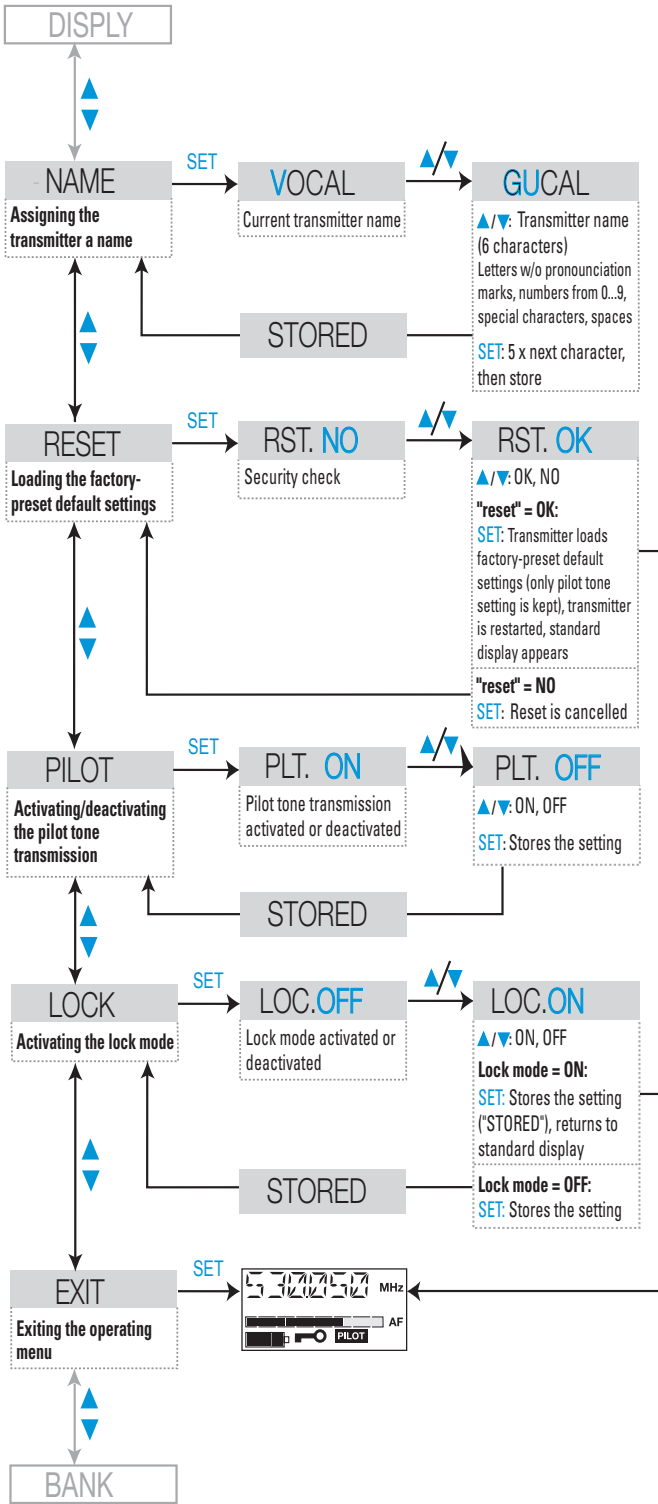 DISPLY
NAME
Assigning the
transmitter a name
SET
VOCAL
Current transmitter name
▲/▼
GUCAL
▲/▼: Transmitter name
(6 characters)
Letters w/o pronounciation
marks, numbers from 0...9,
special characters, spaces
SET: 5 x next character,
then store
STORED
RESET
Loading the factory-
preset default settings
SET
RST. NO
Security check
▲/▼
RST. OK
▲/▼: OK, NO
"reset" = OK:
SET: Transmitter loads
factory-preset default
settings (only pilot tone
setting is kept), transmitter
is restarted, standard
display appears
"reset" = NO
SET: Reset is cancelled
PILOT
Activating/deactivating
the pilot tone
transmission
SET
PLT. ON
Pilot tone transmission
activated or deactivated
▲/▼
PLT. OFF
▲/▼: ON, OFF
SET: Stores the setting
STORED
LOCK
Activating the lock mode
SET
LOC.OFF
Lock mode activated or
deactivated
▲/▼
LOC.ON
▲/▼: ON, OFF
Lock mode = ON:
SET: Stores the setting
("STORED"), returns to
standard display
Lock mode = OFF:
SET: Stores the setting
STORED
EXIT
Exiting the operating
menu
SET
530050 MHz
AF
PILOT
BANK